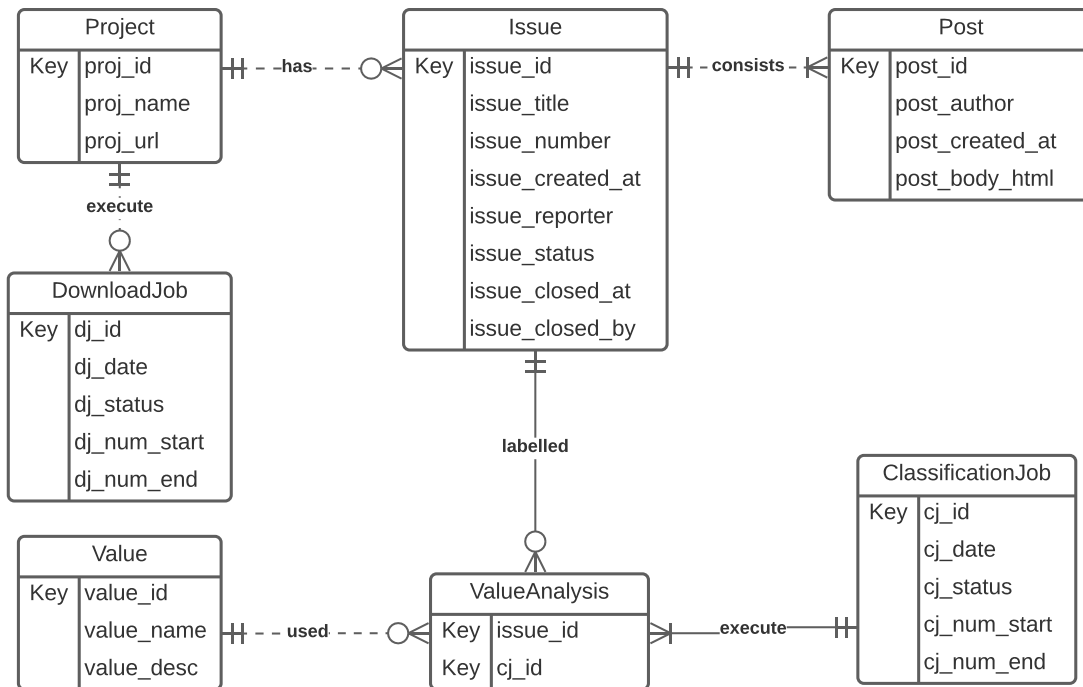 Project
Key proj_id
proj_name
proj_url
has
Issue
Key issue_id
issue_title
issue_number
issue_created_at
issue_reporter
issue_status
issue_closed_at
issue_closed_by
consists
Post
Key post_id
post_author
post_created_at
post_body_html
execute
DownloadJob
Key dj_id
dj_date
dj_status
dj_num_start
dj_num_end
labelled
Value
Key value_id
value_name
value_desc
used
ValueAnalysis
Key issue_id
Key cj_id
execute
ClassificationJob
Key cj_id
cj_date
cj_status
cj_num_start
cj_num_end